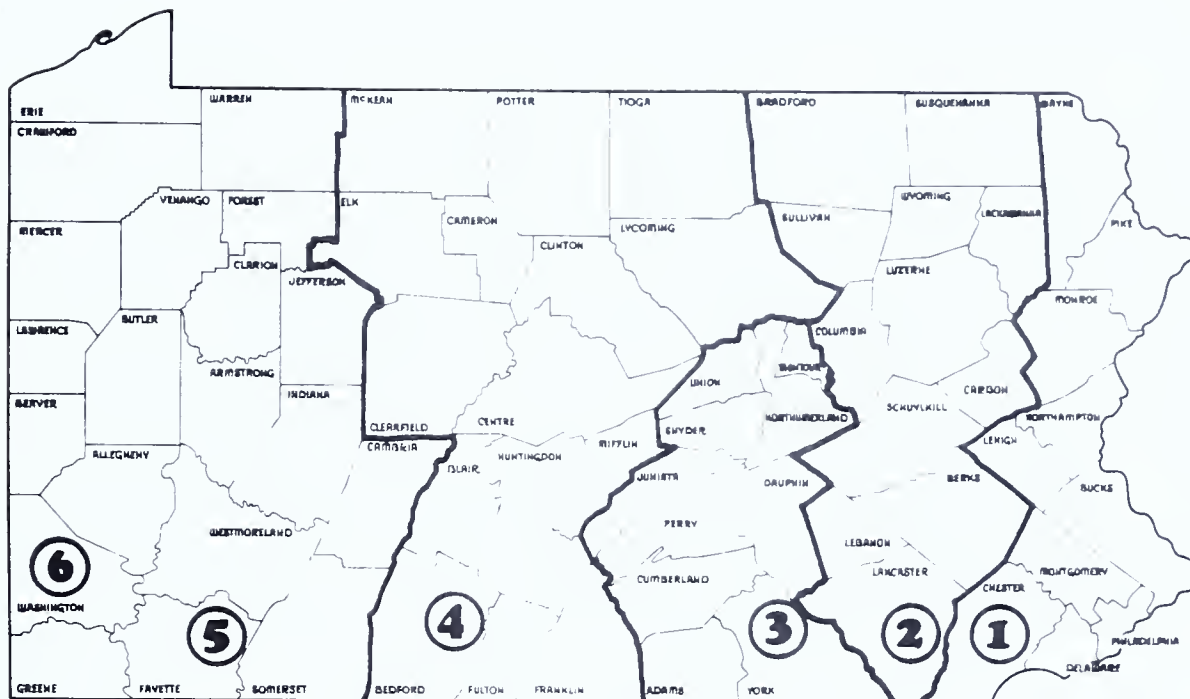 WARREN
MCKEAN
POTTER
TIOGA
BRADFORD
SUSQUEHANNA
WAYNE
ERIE
CRAWFORD
VENANGO
FOREST
ELK
CAMERON
LYCOMING
SULLIVAN
WYOMING
LACKAWANNA
PIKE
MERCER
CLARION
JEFFERSON
CLINTON
LUZERNE
MONROE
LAWRENCE
BUTLER
COLUMBIA
ARMSTRONG
INDIANA
UNION
MONTOUR
CARBON
BEVER
CLEARFIELD
CENTRE
SNYDER
NORTHUMBERLAND
SCHUYLKILL
NORTHAMPTON
ALLEGHENY
CAMBRIA
BLAIR
HUNTINGDON
MIFFLIN
LEHIGH
JUNIATA
DAUPHIN
BERKS
BUCKS
WESTMORELAND
PERRY
LEBANON
6
CUMBERLAND
LANCASTER
MONTGOMERY
WASHINGTON
CHESTER
5
4
3
2
1
PHILADELPHIA
DELAWARE
GREENE
FAYETTE
SOMERSET
BEDFORD
FULTON
FRANKLIN
ADAMS
YORK